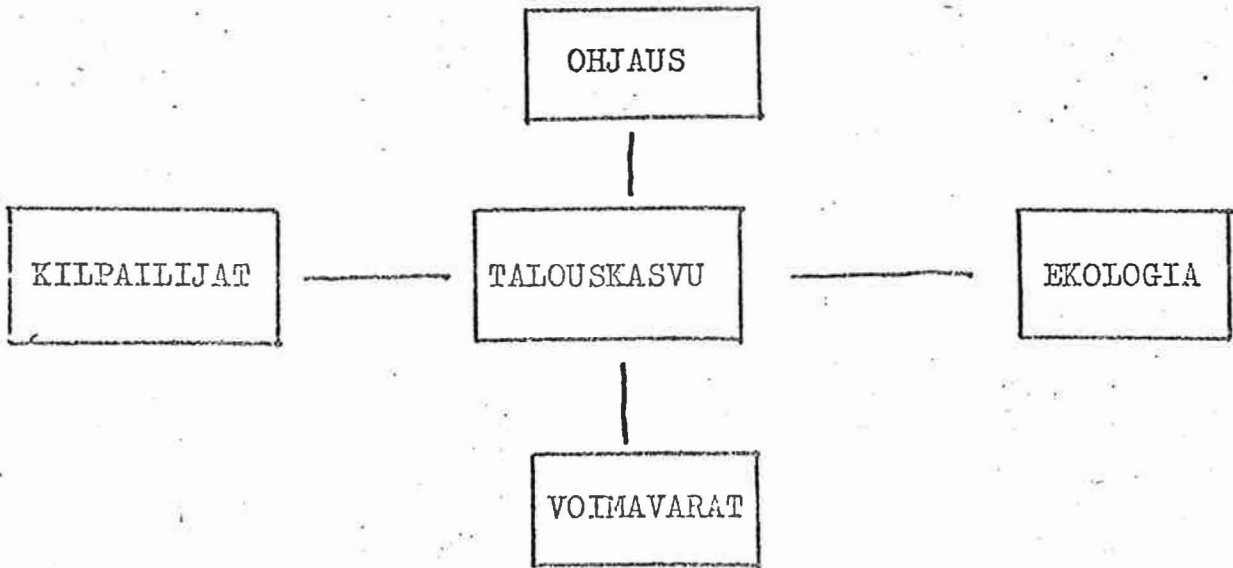 OHJAUS
KILPAILIJAT
TALOUSKASVU
EKOLOGIA
VOIMAVARAT